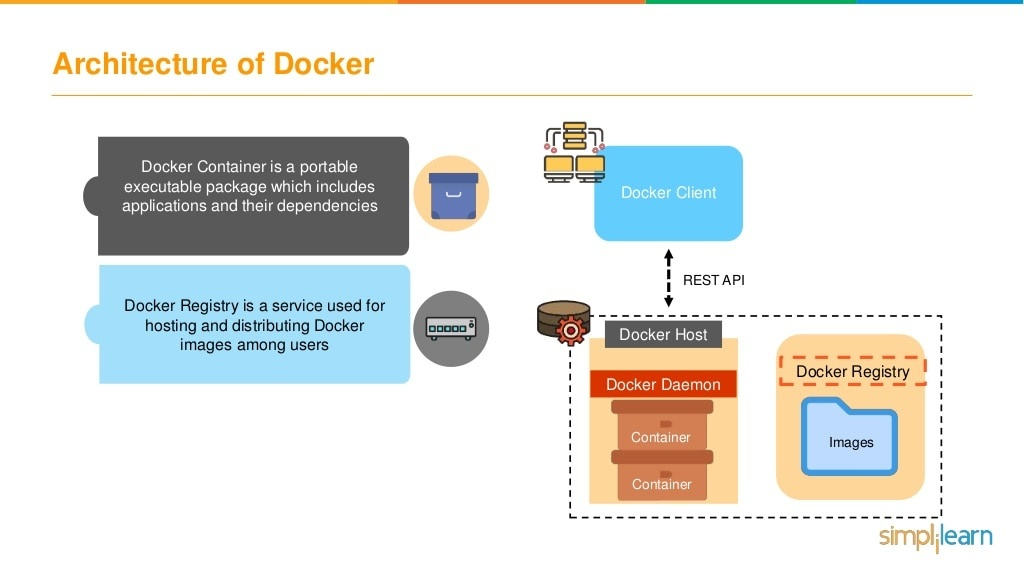 Architecture of Docker
Docker Container is a portable
executable package which includes
applications and their dependencies
Docker Registry is a service used for
hosting and distributing Docker
images among users
Docker Client
REST API
Docker Host
Docker Daemon
Container
Container
Docker Registry
Images
simplilearn